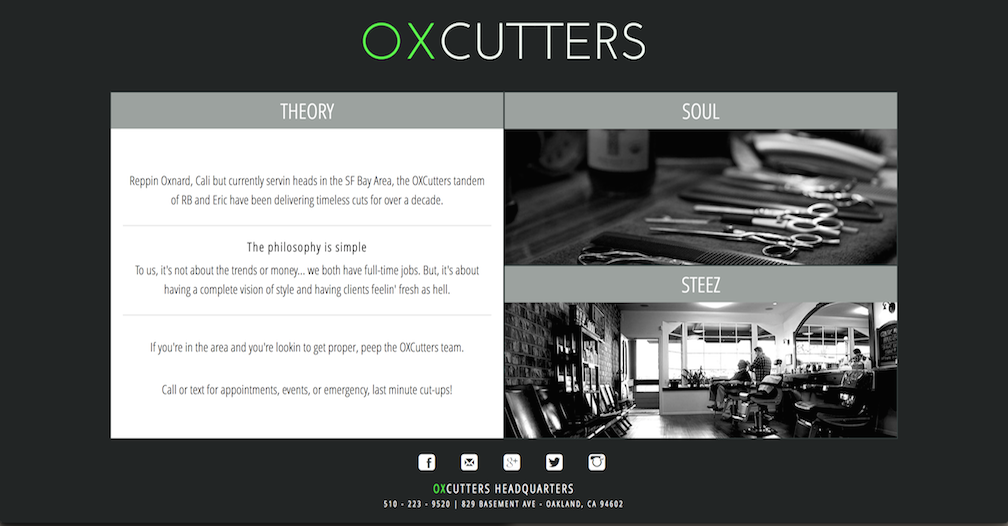 OXCUTTERS
THEORY
Reppin Oxnard, Cali but currently servin heads in the SF Bay Area, the OXCutters tandem
of RB and Eric have been delivering timeless cuts for over a decade.
The philosophy is simple
To us, it's not about the trends or money... we both have full-time jobs. But, it's about
having a complete vision of style and having clients feelin' fresh as hell.
If you're in the area and you're lookin to get proper, peep the OXCutters team.
Call or text for appointments, events, or emergency, last minute cut-ups!
SOUL
STEEZ
f
g+
OXCUTTERS HEADQUARTERS
510 - 223 - 9520 | 829 BASEMENT AVE - OAKLAND, CA 94602